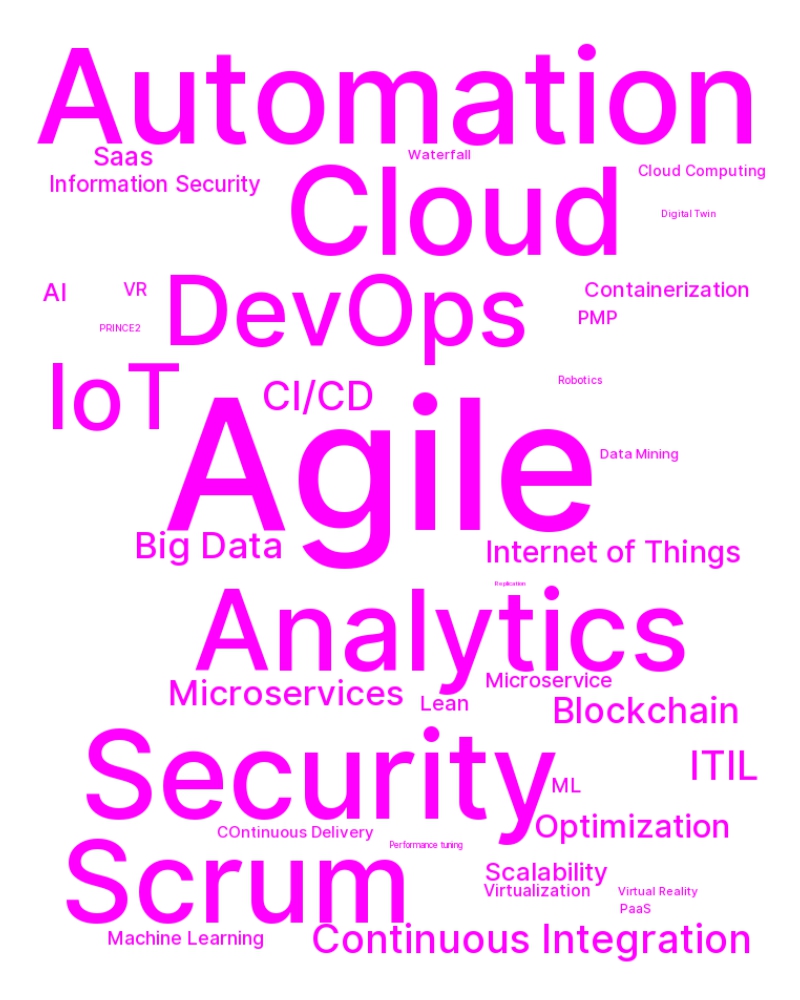 Automation
Saas
Waterfall
Information Security
Cloud
Cloud Computing
Digital Twin
AI
VR
DevOps
Containerization
PMP
PRINCE2
IoT
CI/CD
Robotics
Agile
Data Mining
Big Data
Internet of Things
Replication
Analytics
Microservices
Microservice
Lean
Blockchain
Security
ITIL
ML
Optimization
COntinuous Delivery
Performance tuning
Scrum
Scalability
Virtualization
Virtual Reality
PaaS
Machine Learning
Continuous Integration